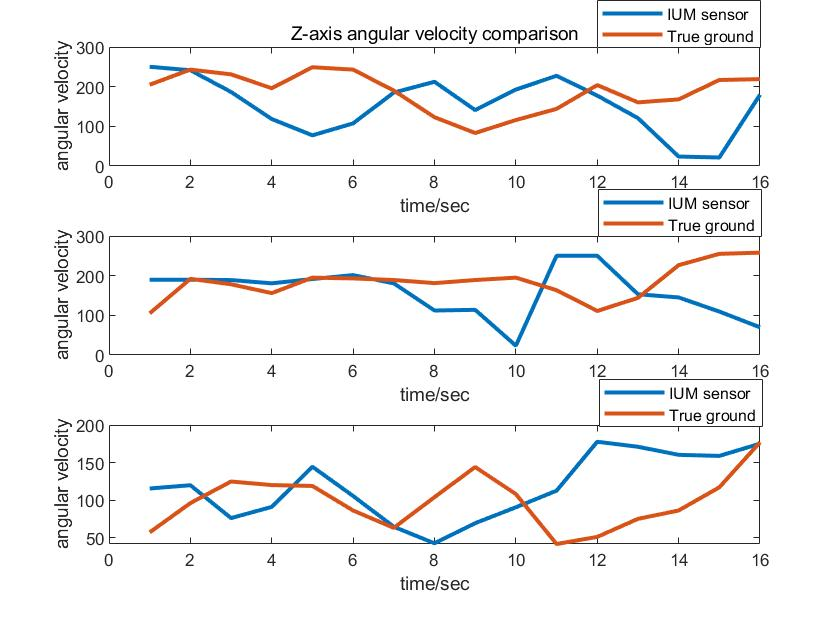 Z-axis angular velocity comparison
IUM sensor
True ground
angular velocity
300
200
100
0
0 2 4 6 8 10 12 14 16
time/sec
IUM sensor
True ground
angular velocity
300
200
100
0
0 2 4 6 8 10 12 14 16
time/sec
IUM sensor
True ground
angular velocity
200
150
100
50
0 2 4 6 8 10 12 14 16
time/sec